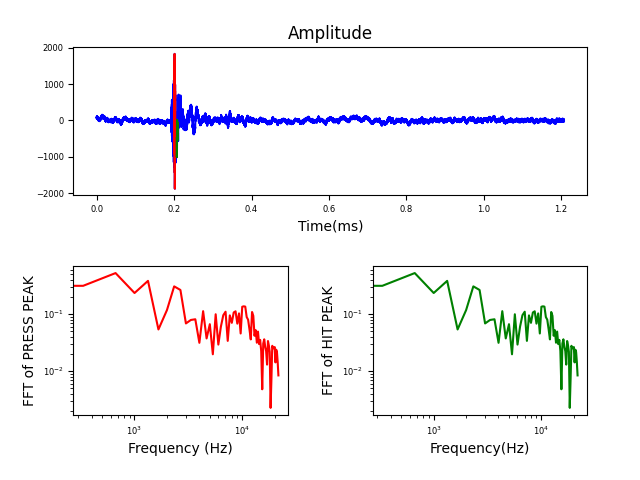 Amplitude
2000
1000
0
−1000
−2000
0.0 0.2 0.4 0.6 0.8 1.0 1.2
Time(ms)
FFT of PRESS PEAK
10⁻¹
10⁻²
10³ 10⁴
Frequency (Hz)
FFT of HIT PEAK
10⁻¹
10⁻²
10³ 10⁴
Frequency(Hz)